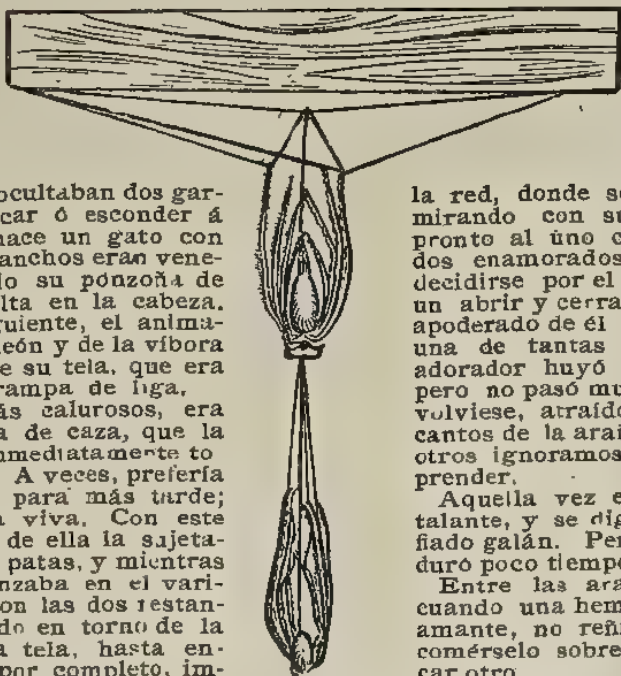 ocultaban dos gar-
car ó esconder á
hace un gato con
anchos eran vene-
lo su ponzoña de
lta en la cabeza.
guiente, el anima-
león y de la víbora
e su tela, que era
rampa de liga.
ás calurosos, era
a de caza, que la
nmediatamente to
A veces, prefería
para más tarde;
a viva. Con este
de ella la sujeta-
patas, y mientras
nzaba en el vari-
on las dos restan-
do en torno de la
a tela, hasta en-
por completo, im-
la red, donde se
mirando con su
pronto al uno c
dos enamorados
decidirse por el
un abrir y cerra
apoderado de él
una de tantas
adorador huyó
pero no pasó mu
volviese, atraído
cantos de la arai
otros ignoramos
prender.
Aquella vez e
talante, y se dig
fiado galán. Per
duró poco tiempo
Entre las ara
cuando una hem
amante, no reñi
comérselo sobre
car otro